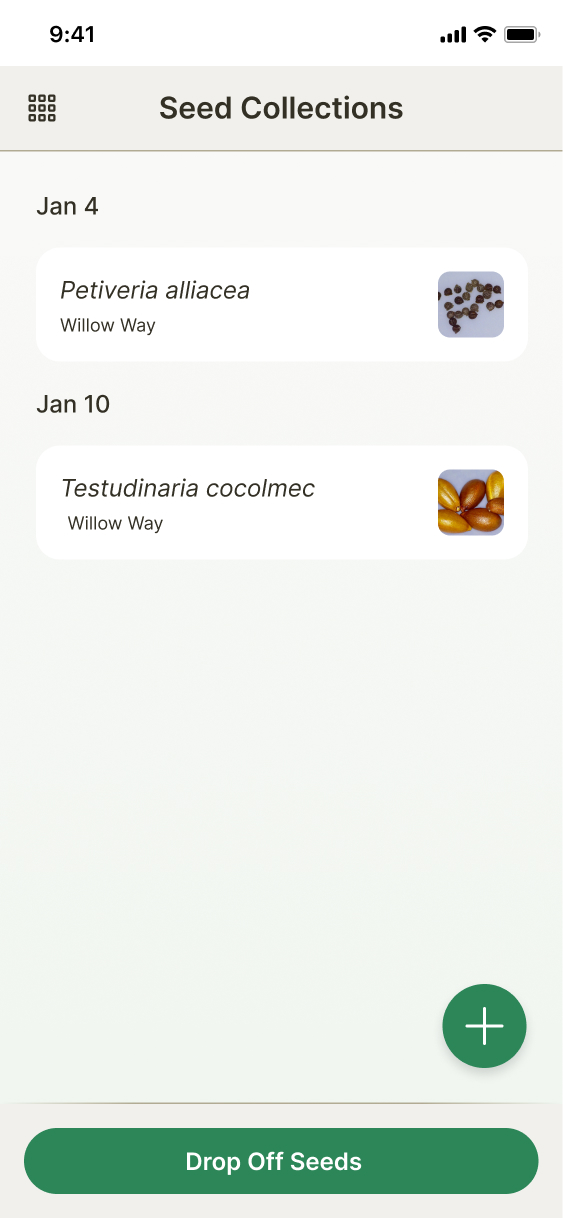 9:41
Seed Collections
Jan 4
Petiveria alliacea
Willow Way
Jan 10
Testudinaria cocolmec
Willow Way
Drop Off Seeds